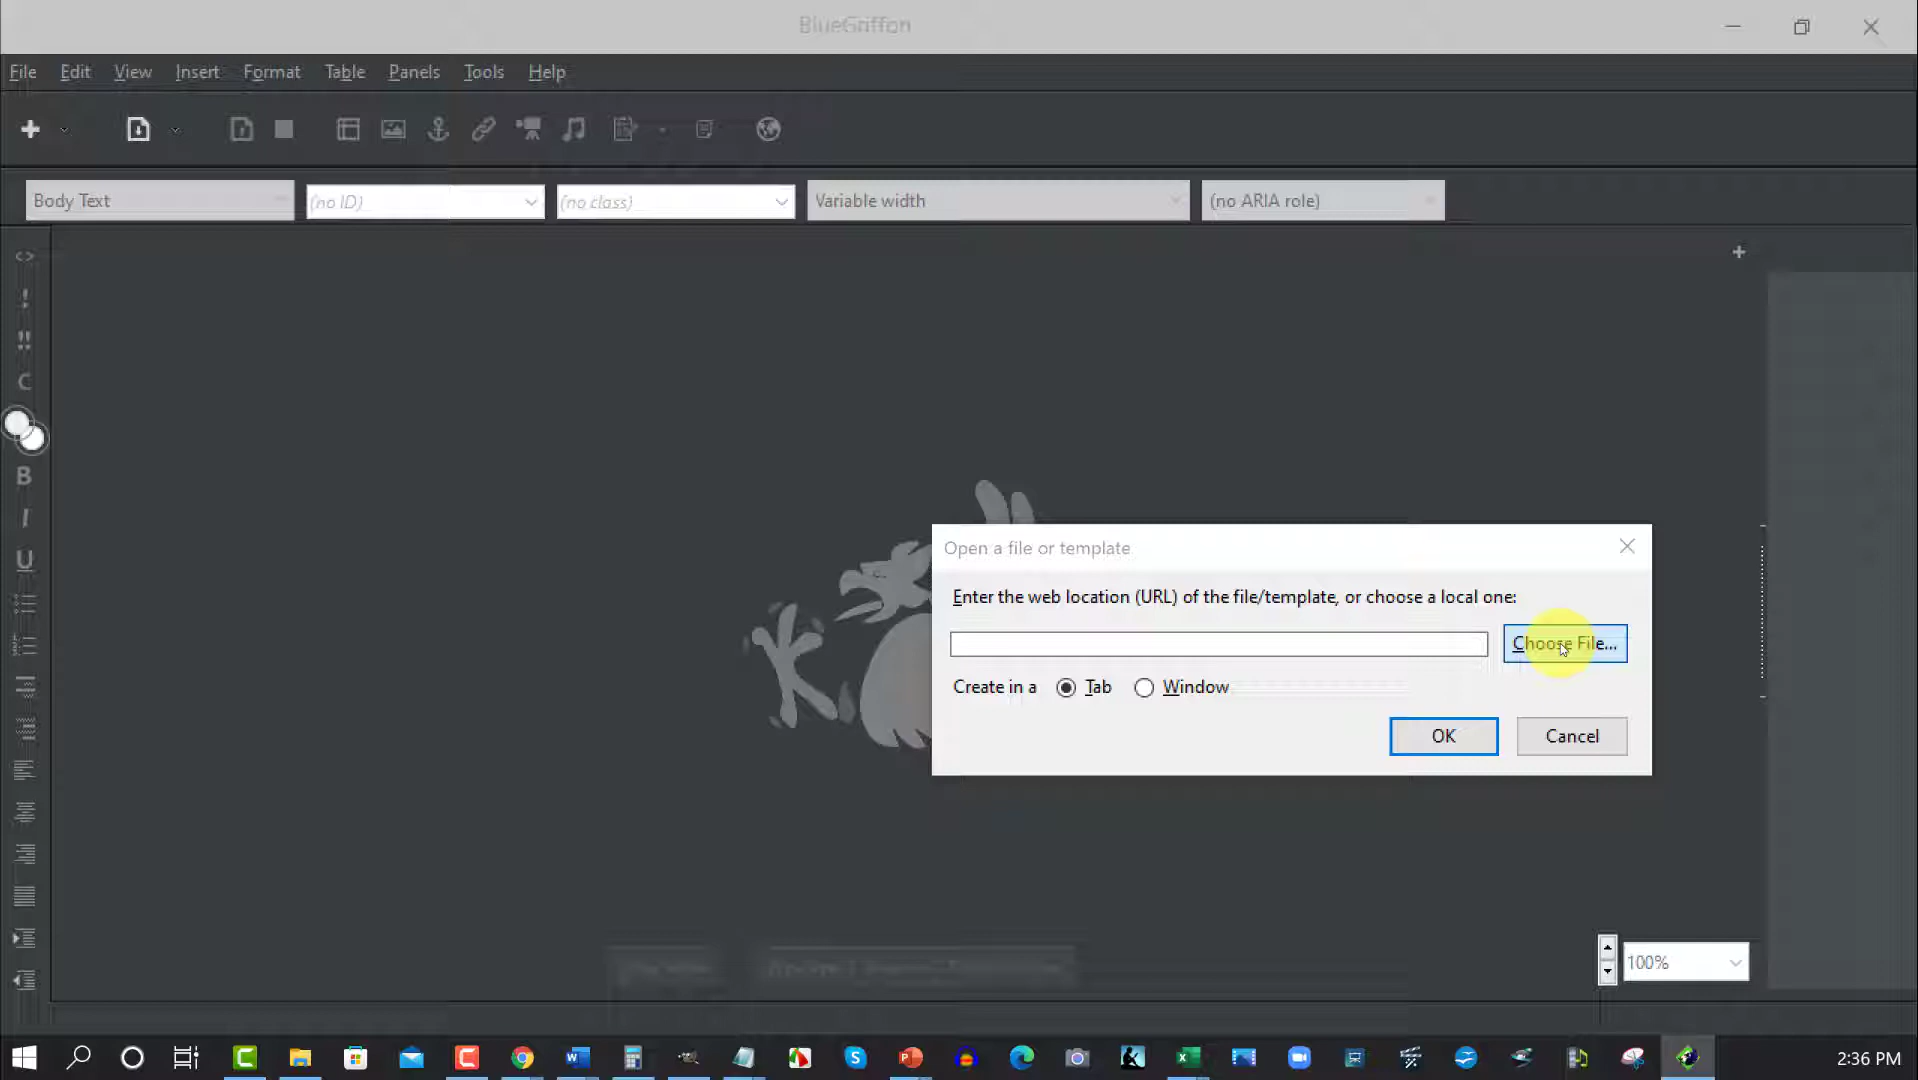 BlueGriffon
File Edit View Insert Format Table Panels Tools Help
Body Text (no ID) (no class) Variable width (no ARIA role)
C
B
I
U
Open a file or template
Enter the web location (URL) of the file/template, or choose a local one:
Choose File...
Create in a Tab Window
OK Cancel
100%
2:36 PM